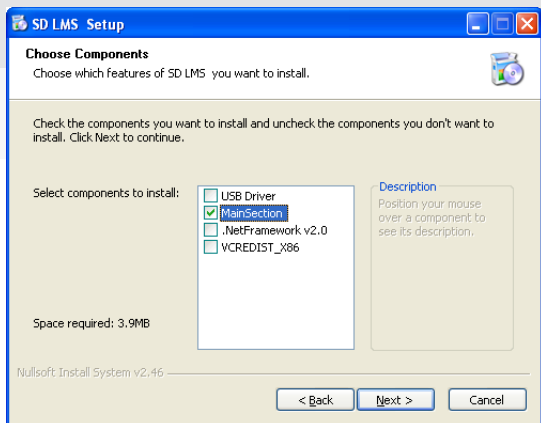 SD LMS  Setup
Choose Components
Choose which features of SD LMS  you want to install.
Check the components you want to install and uncheck the components you don't want to
install. Click Next to continue.
Select components to install:
USB Driver
MainSection
.NetFramework v2.0
VCREDIST_X86
Description
Position your mouse
over a component to
see its description.
Space required: 3.9MB
Nullsoft Install System v2.46
< Back
Next >
Cancel